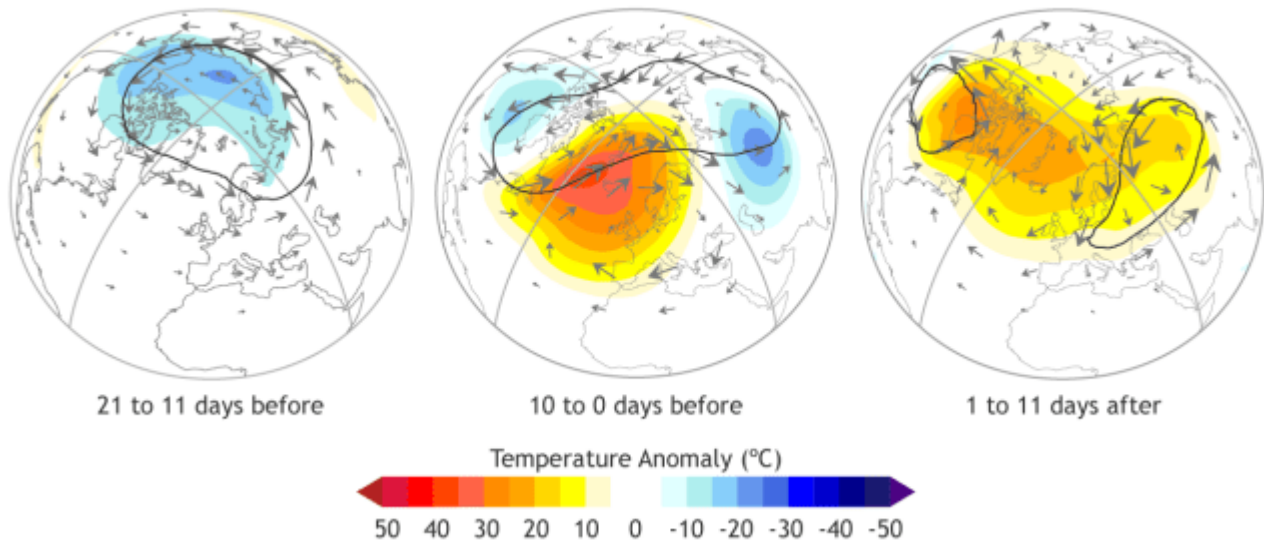 21 to 11 days before
10 to 0 days before
1 to 11 days after
Temperature Anomaly (ºC)
50 40 30 20 10 0 -10 -20 -30 -40 -50